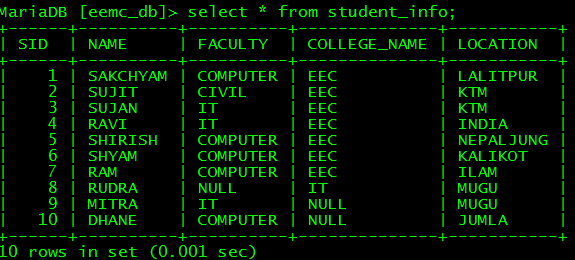 MariaDB [eemc_db]> select * from student_info;
+------+----------+----------+--------------+-----------+
| SID | NAME | FACULTY | COLLEGE_NAME | LOCATION |
+------+----------+----------+--------------+-----------+
| 1 | SAKCHYAM | COMPUTER | EEC | LALITPUR |
| 2 | SUJIT | CIVIL | EEC | KTM |
| 3 | SUJAN | IT | EEC | KTM |
| 4 | RAVI | IT | EEC | INDIA |
| 5 | SHIRISH | COMPUTER | EEC | NEPALJUNG |
| 6 | SHYAM | COMPUTER | EEC | KALIKOT |
| 7 | RAM | COMPUTER | EEC | ILAM |
| 8 | RUDRA | NULL | IT | MUGU |
| 9 | MITRA | IT | NULL | MUGU |
| 10 | DHANE | COMPUTER | NULL | JUMLA |
+------+----------+----------+--------------+-----------+
10 rows in set (0.001 sec)